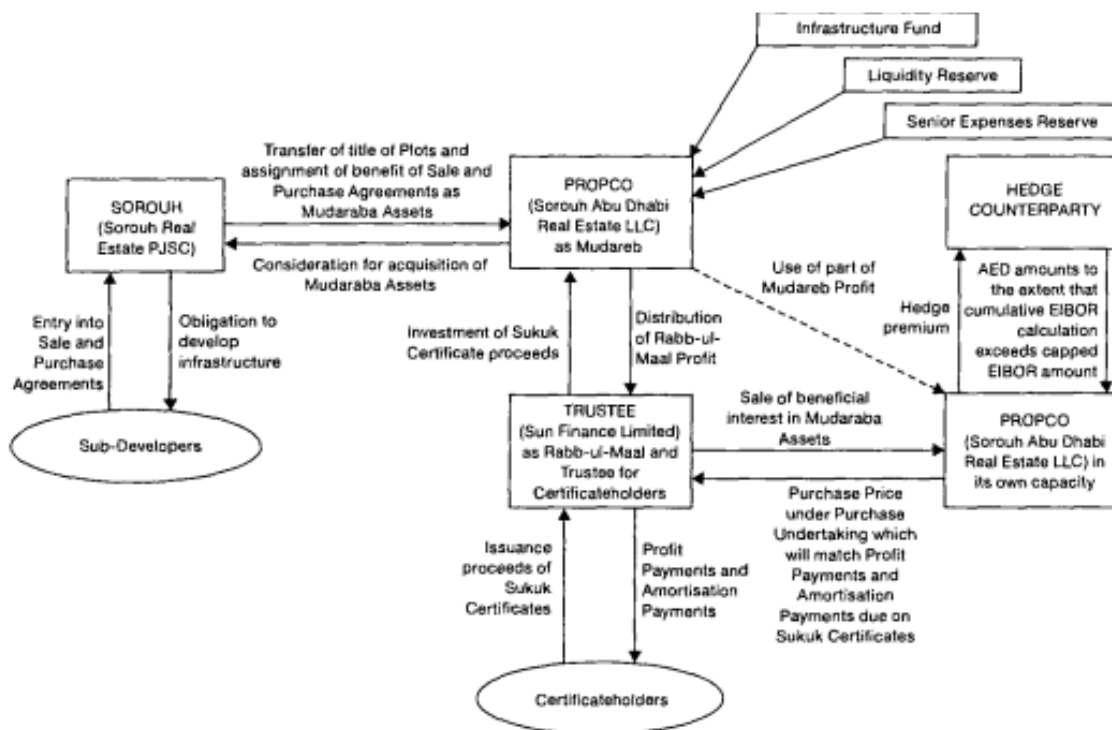 Infrastructure Fund
Liquidity Reserve
Senior Expenses Reserve
Transfer of title of Plots and
assignment of benefit of Sale and
Purchase Agreements as
Mudaraba Assets
SOROUH
(Sorouh Real
Estate PJSC)
PROPCO
(Sorouh Abu Dhabi
Real Estate LLC)
as Mudareb
HEDGE
COUNTERPARTY
Consideration for acquisition of
Mudaraba Assets
Entry into
Sale and
Purchase
Agreements
Obligation to
develop
infrastructure
Sub-Developers
Investment of Sukuk
Certificate proceeds
Distribution
of Rabb-ul-
Maal Profit
Use of part of
Mudareb Profit
Hedge
premium
AED amounts to
the extent that
cumulative EIBOR
calculation
exceeds capped
EIBOR amount
TRUSTEE
(Sun Finance Limited)
as Rabb-ul-Maal and
Trustee for
Certificateholders
Sale of beneficial
interest in Mudaraba
Assets
PROPCO
(Sorouh Abu Dhabi
Real Estate LLC) in
its own capacity
Purchase Price
under Purchase
Undertaking which
will match Profit
Payments and
Amortisation
Payments due on
Sukuk Certificates
Issuance
proceeds of
Sukuk
Certificates
Profit
Payments and
Amortisation
Payments
Certificateholders